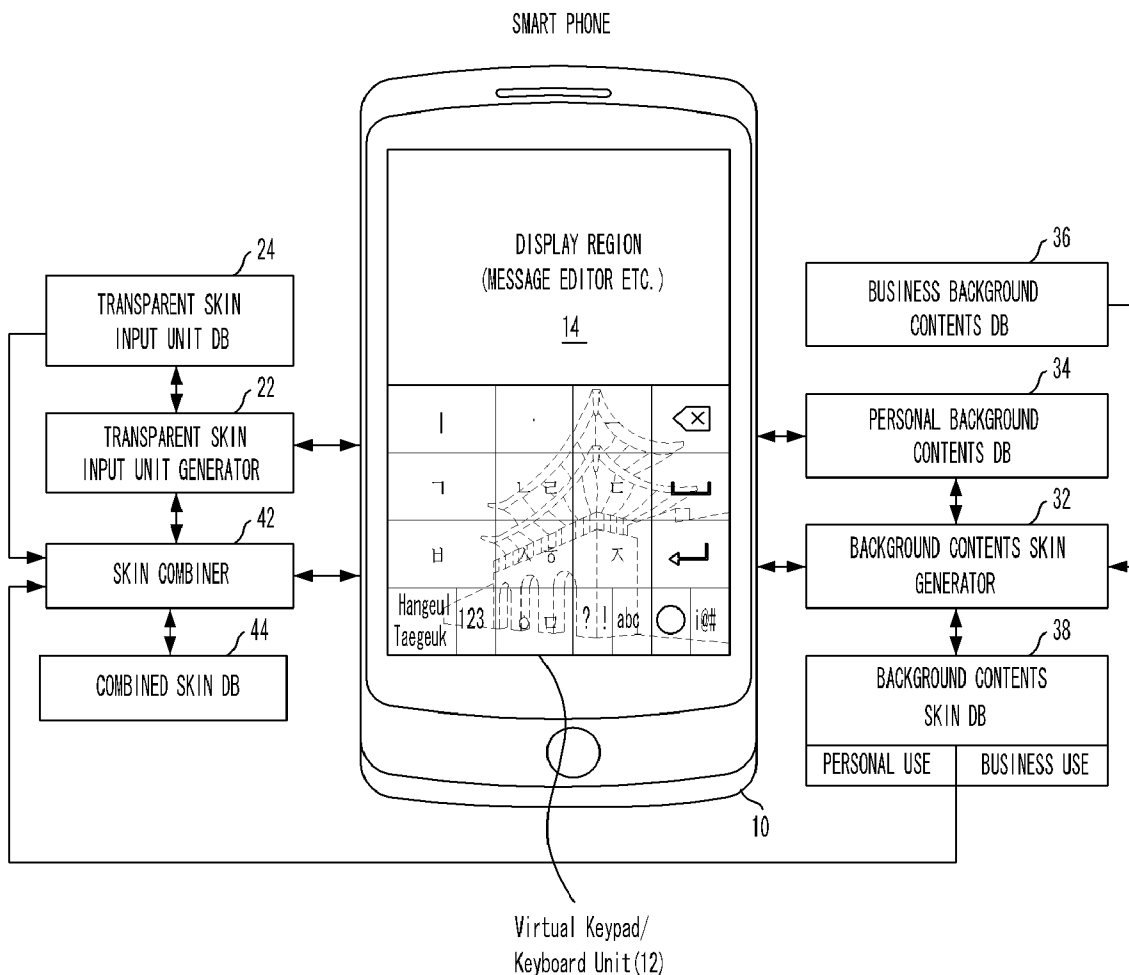 SMART PHONE
DISPLAY REGION
(MESSAGE EDITOR ETC.)
14
24
TRANSPARENT SKIN
INPUT UNIT DB
22
TRANSPARENT SKIN
INPUT UNIT GENERATOR
42
SKIN COMBINER
44
COMBINED SKIN DB
36
BUSINESS BACKGROUND
CONTENTS DB
34
PERSONAL BACKGROUND
CONTENTS DB
32
BACKGROUND CONTENTS SKIN
GENERATOR
38
BACKGROUND CONTENTS
SKIN DB
PERSONAL USE BUSINESS USE
ㅣ · ㅡ
ㄱ ㄴㄹ ㄷ
ㅂ ㅅㅎ ㅈ
Hangeul
Taegeuk 123 ㅇㅁ ? ! abc i@#
10
Virtual Keypad/
Keyboard Unit(12)